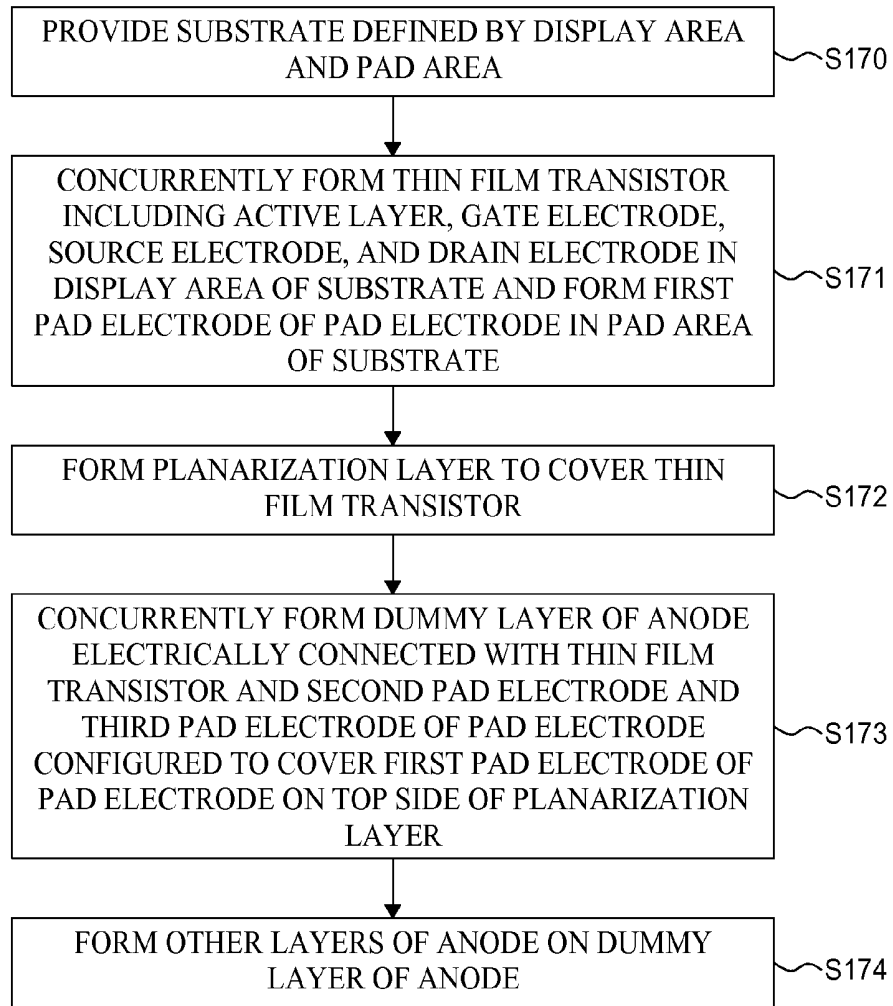 PROVIDE SUBSTRATE DEFINED BY DISPLAY AREA
AND PAD AREA
S170
CONCURRENTLY FORM THIN FILM TRANSISTOR
INCLUDING ACTIVE LAYER, GATE ELECTRODE,
SOURCE ELECTRODE, AND DRAIN ELECTRODE IN
DISPLAY AREA OF SUBSTRATE AND FORM FIRST
PAD ELECTRODE OF PAD ELECTRODE IN PAD AREA
OF SUBSTRATE
S171
FORM PLANARIZATION LAYER TO COVER THIN
FILM TRANSISTOR
S172
CONCURRENTLY FORM DUMMY LAYER OF ANODE
ELECTRICALLY CONNECTED WITH THIN FILM
TRANSISTOR AND SECOND PAD ELECTRODE AND
THIRD PAD ELECTRODE OF PAD ELECTRODE
CONFIGURED TO COVER FIRST PAD ELECTRODE OF
PAD ELECTRODE ON TOP SIDE OF PLANARIZATION
LAYER
S173
FORM OTHER LAYERS OF ANODE ON DUMMY
LAYER OF ANODE
S174